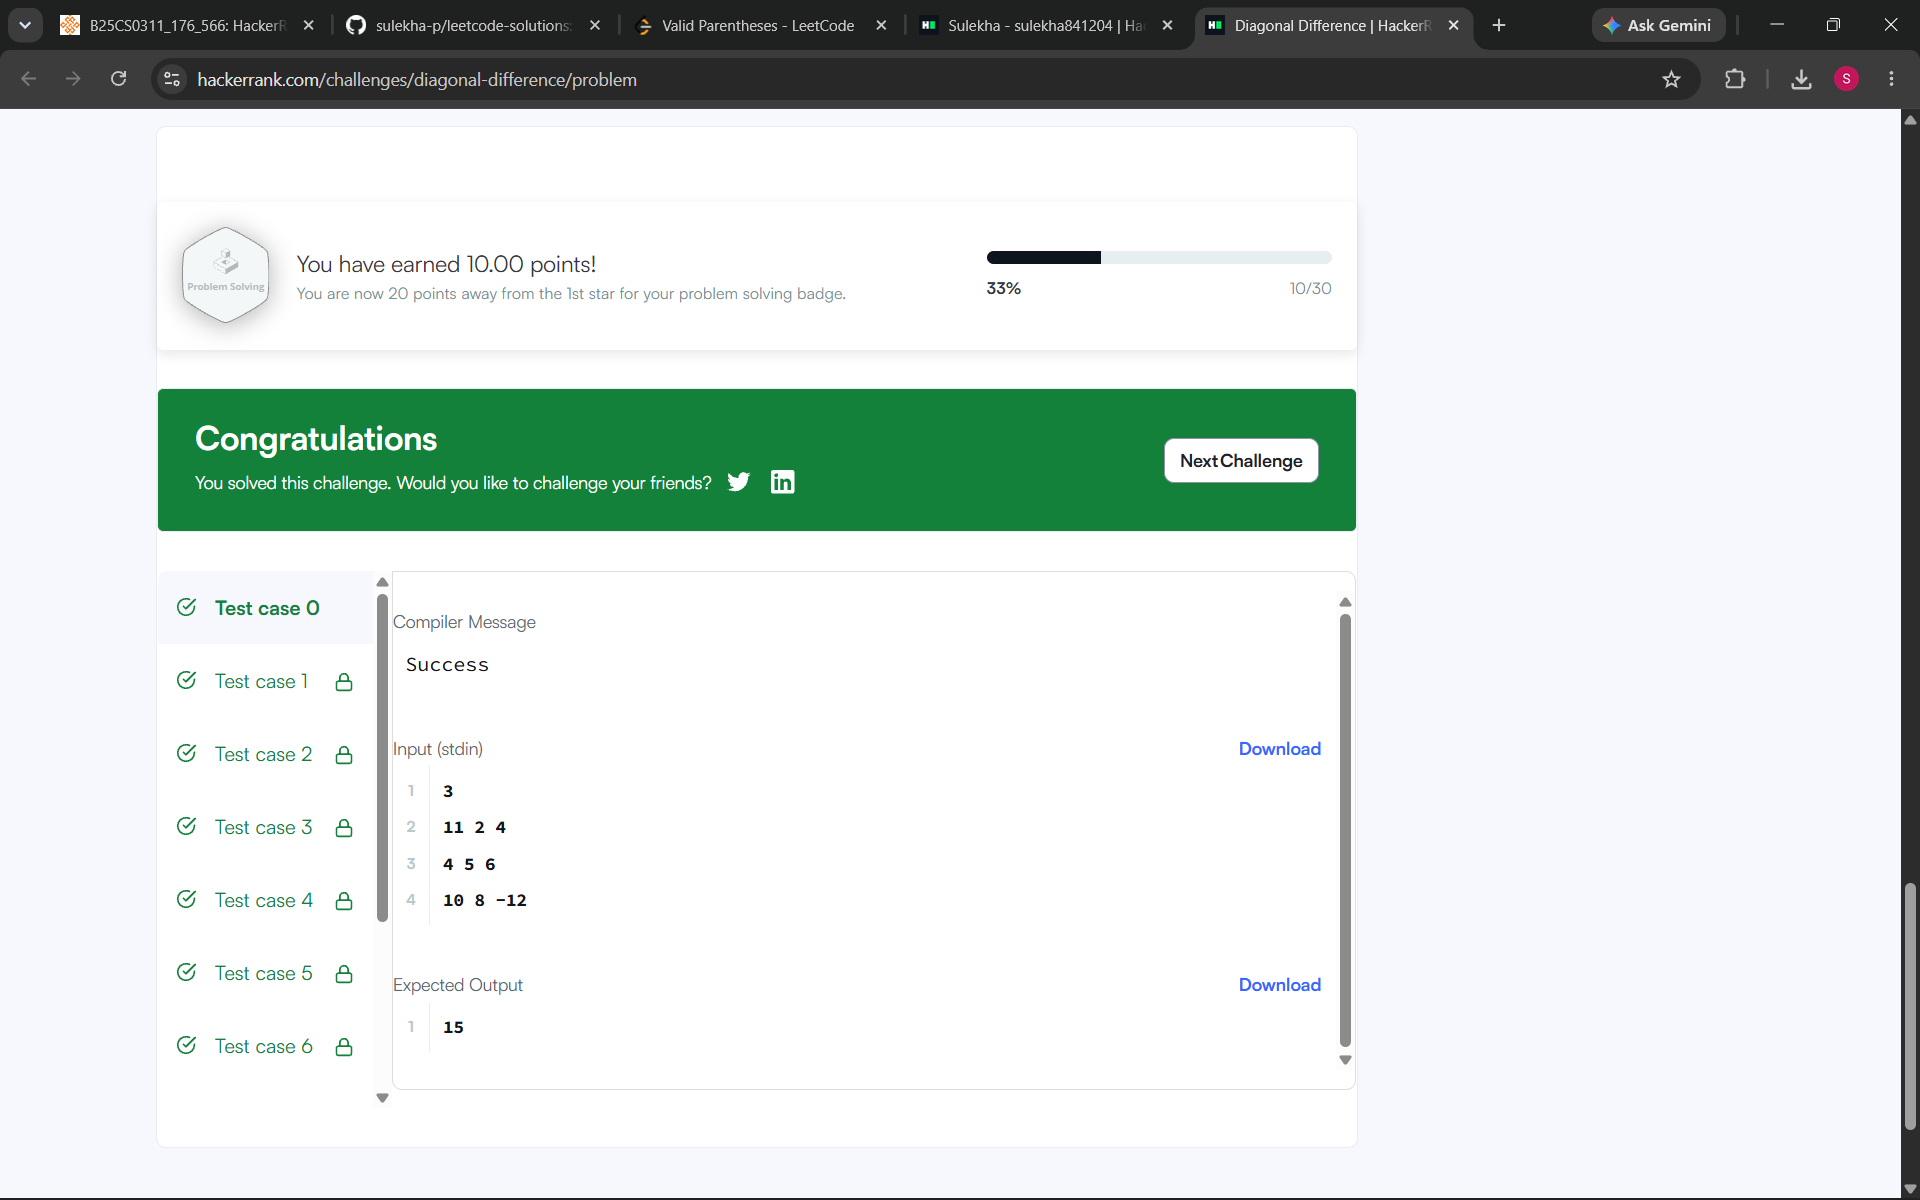 B25CS0311_176_566: HackerR
sulekha-p/leetcode-solutions:
Valid Parentheses - LeetCode
Sulekha - sulekha841204 | Ha
Diagonal Difference | HackerR
Ask Gemini
hackerrank.com/challenges/diagonal-difference/problem
S
Problem Solving
You have earned 10.00 points!
You are now 20 points away from the 1st star for your problem solving badge.
33%
10/30
Congratulations
You solved this challenge. Would you like to challenge your friends?
Next Challenge
Test case 0
Test case 1
Test case 2
Test case 3
Test case 4
Test case 5
Test case 6
Compiler Message
Success
Input (stdin)
Download
1 3
2 11 2 4
3 4 5 6
4 10 8 -12
Expected Output
Download
1 15